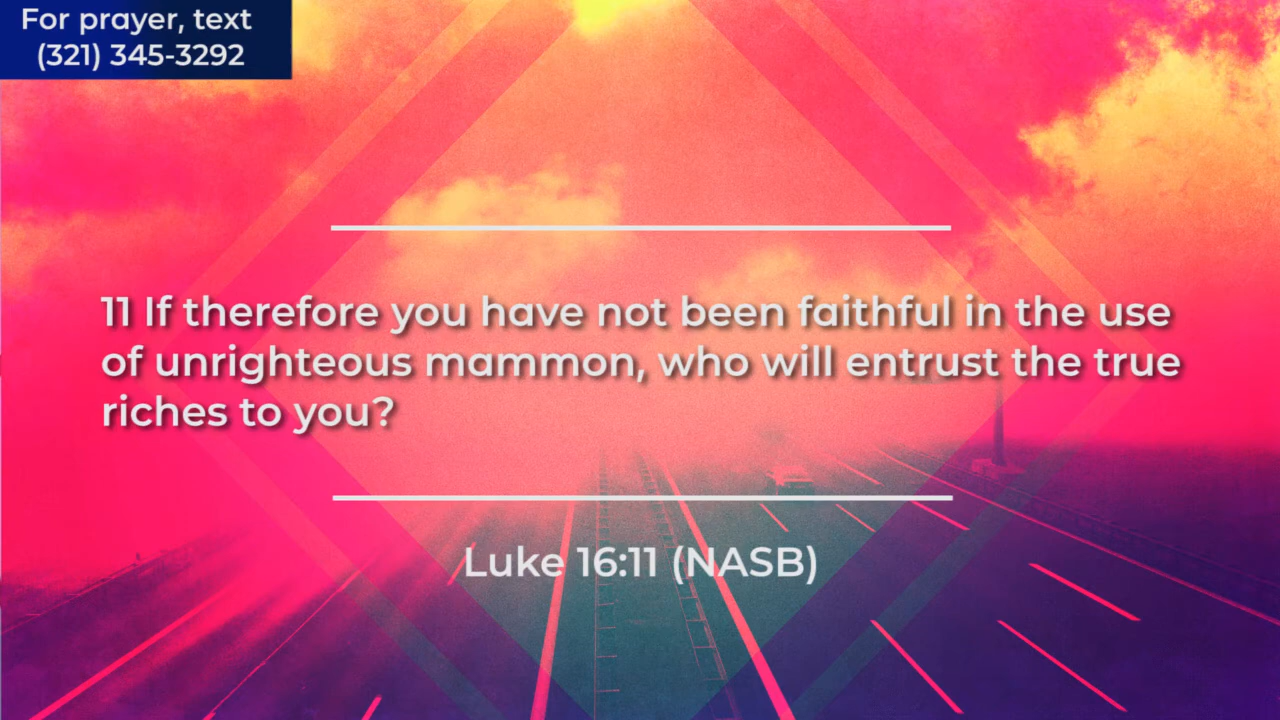 For prayer, text
(321) 345-3292
11 If therefore you have not been faithful in the use
of unrighteous mammon, who will entrust the true
riches to you?
Luke 16:11 (NASB)